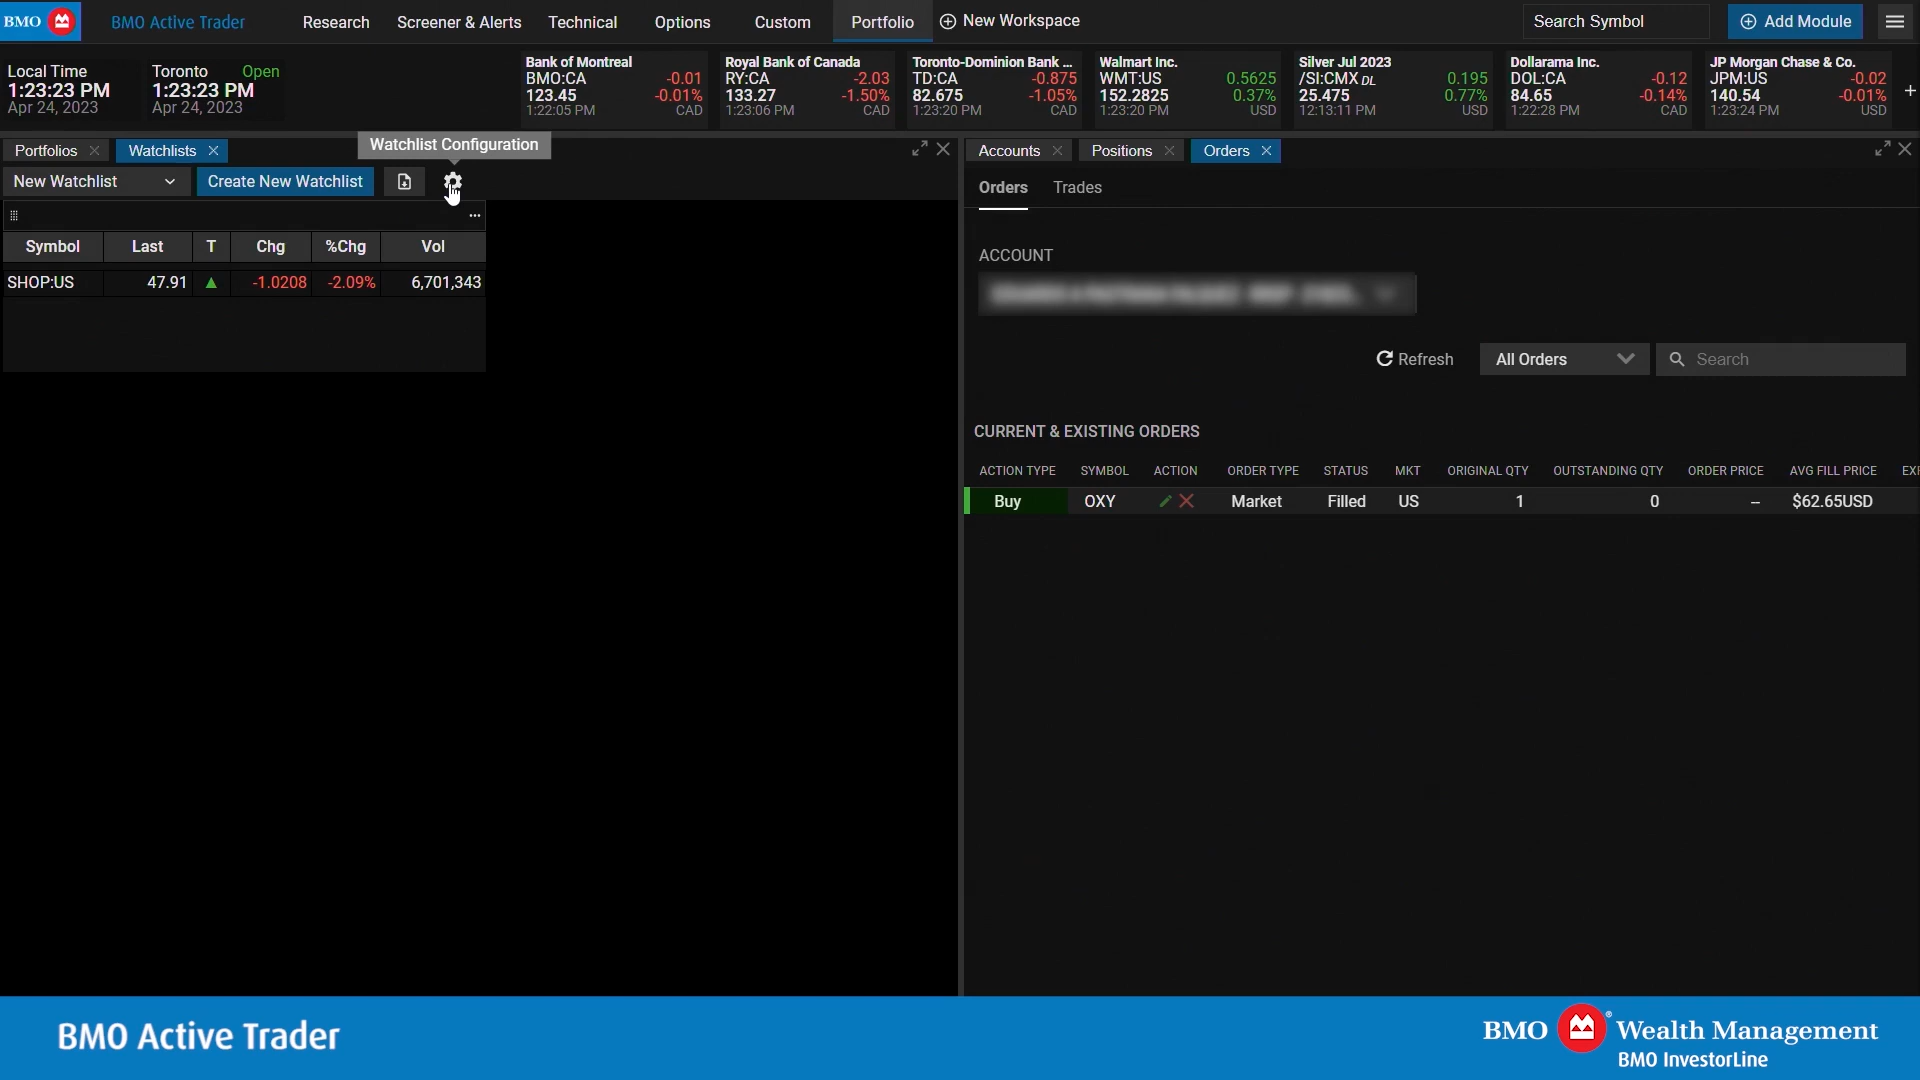 BMO BMO Active Trader Research Screener & Alerts Technical Options Custom Portfolio New Workspace Search Symbol Add Module
Local Time
1:23:23 PM
Apr 24, 2023
Toronto Open
1:23:23 PM
Apr 24, 2023
Bank of Montreal
BMO:CA -0.01
123.45 -0.01%
1:22:05 PM CAD
Royal Bank of Canada
RY:CA -2.03
133.27 -1.50%
1:23:06 PM CAD
Toronto-Dominion Bank ...
TD:CA -0.875
82.675 -1.05%
1:23:20 PM CAD
Walmart Inc.
WMT:US 0.5625
152.2825 0.37%
1:23:20 PM USD
Silver Jul 2023
/SI:CMX DL 0.195
25.475 0.77%
12:13:11 PM USD
Dollarama Inc.
DOL:CA -0.12
84.65 -0.14%
1:22:28 PM CAD
JP Morgan Chase & Co.
JPM:US -0.02
140.54 -0.01%
1:23:24 PM USD
Portfolios Watchlists
Watchlist Configuration
New Watchlist Create New Watchlist
Symbol Last T Chg %Chg Vol
SHOP:US 47.91 -1.0208 -2.09% 6,701,343
Accounts Positions Orders
Orders Trades
ACCOUNT
Refresh All Orders Search
CURRENT & EXISTING ORDERS
ACTION TYPE SYMBOL ACTION ORDER TYPE STATUS MKT ORIGINAL QTY OUTSTANDING QTY ORDER PRICE AVG FILL PRICE
Buy OXY Market Filled US 1 0 – $62.65USD
BMO Active Trader
BMO ® Wealth Management
BMO InvestorLine